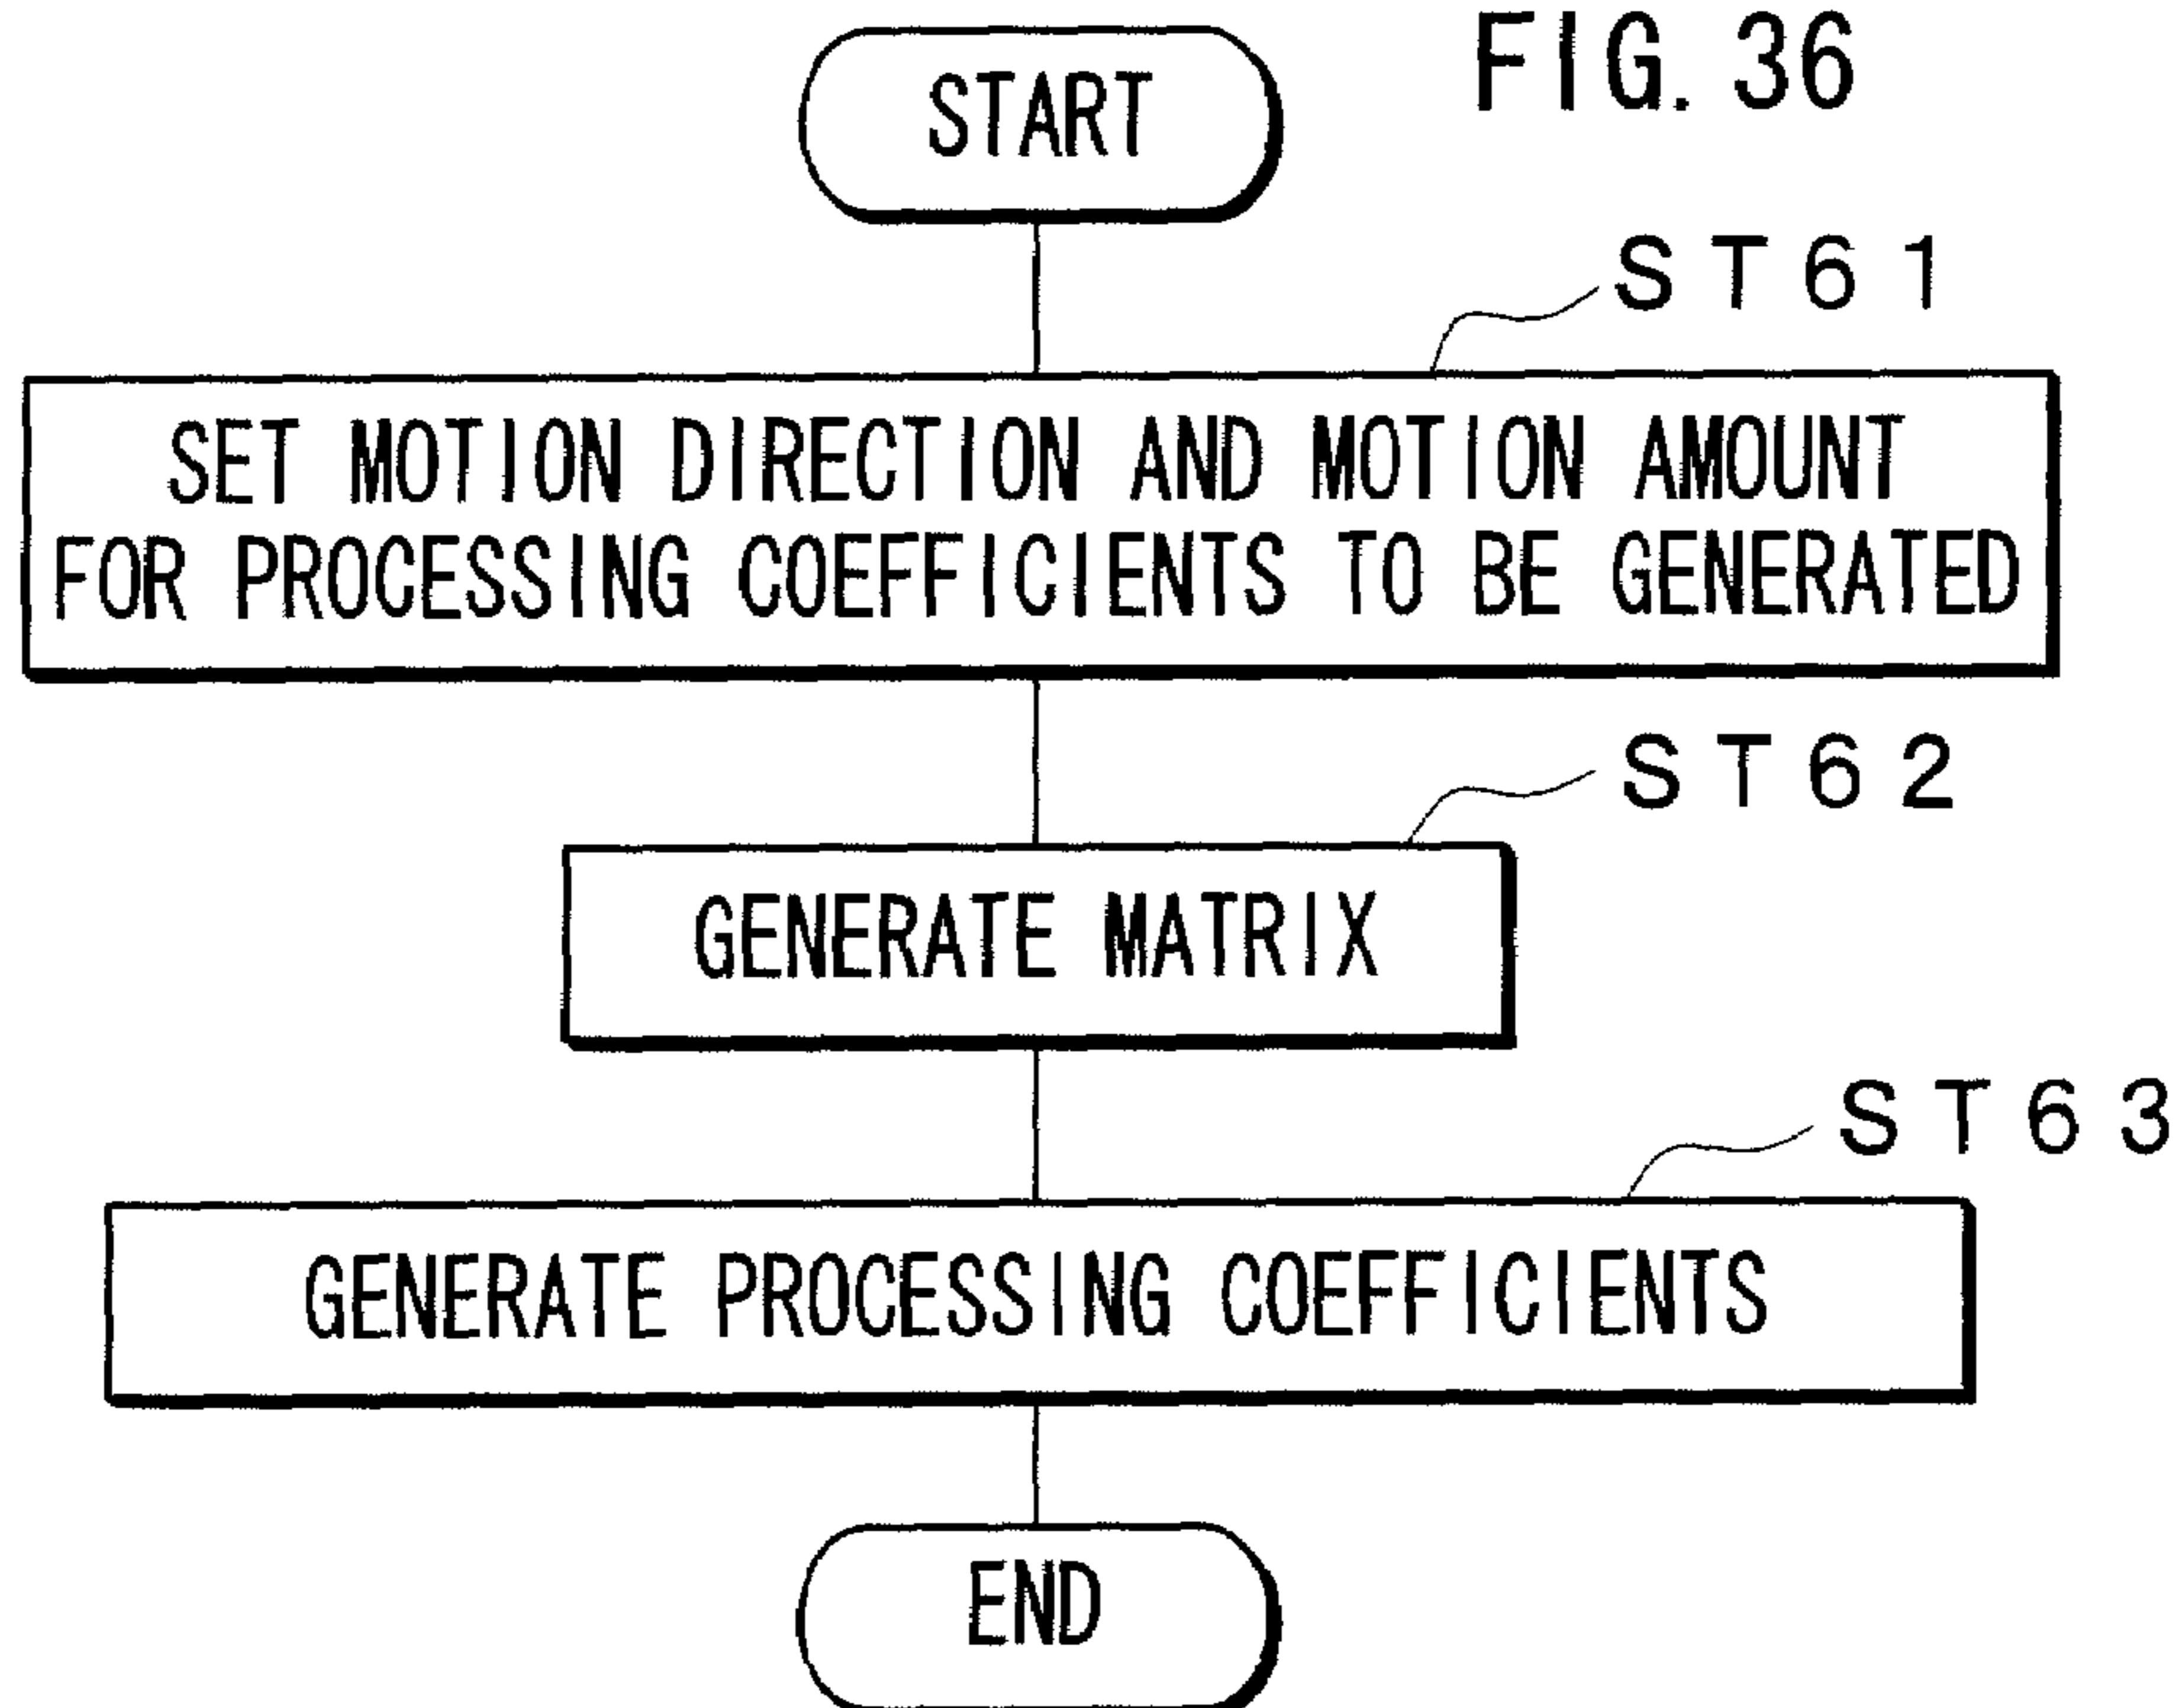 FIG. 36
START
ST61
SET MOTION DIRECTION AND MOTION AMOUNT
FOR PROCESSING COEFFICIENTS TO BE GENERATED
ST62
GENERATE MATRIX
ST63
GENERATE PROCESSING COEFFICIENTS
END